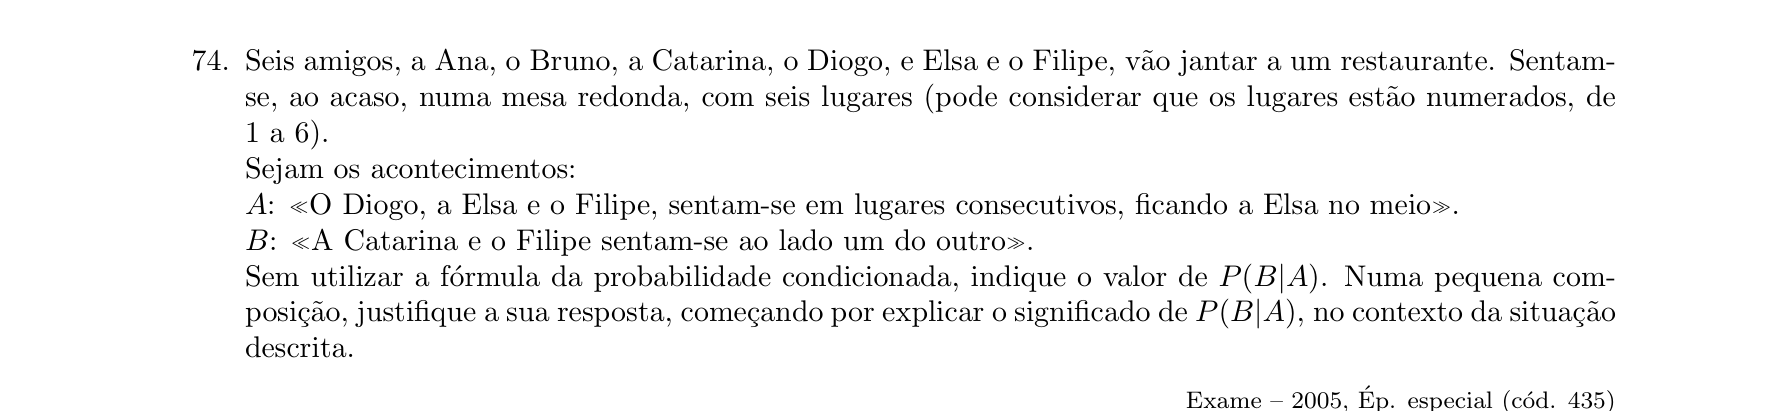 74. Seis amigos, a Ana, o Bruno, a Catarina, o Diogo, e Elsa e o Filipe, vão jantar a um restaurante. Sentam-
se, ao acaso, numa mesa redonda, com seis lugares (pode considerar que os lugares estão numerados, de
1 a 6).
Sejam os acontecimentos:
A: ≪O Diogo, a Elsa e o Filipe, sentam-se em lugares consecutivos, ficando a Elsa no meio≫.
B: ≪A Catarina e o Filipe sentam-se ao lado um do outro≫.
Sem utilizar a fórmula da probabilidade condicionada, indique o valor de P(B|A). Numa pequena com-
posição, justifique a sua resposta, começando por explicar o significado de P(B|A), no contexto da situação
descrita.
Exame – 2005, Ép. especial (cód. 435)